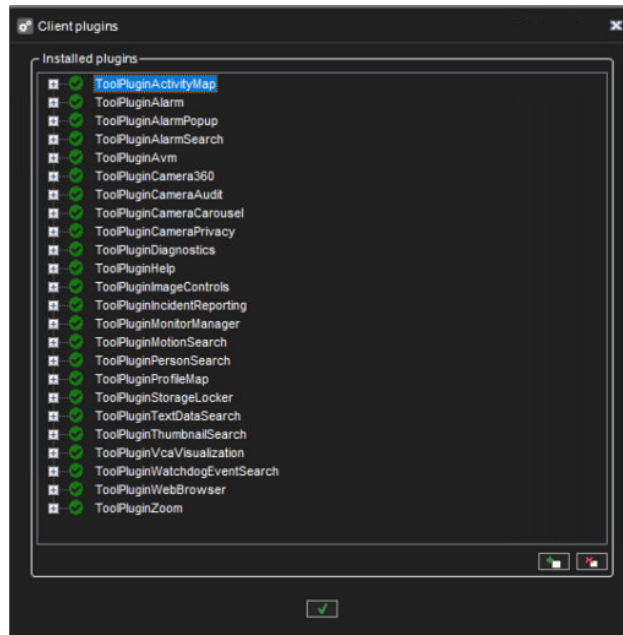 Client plugins
Installed plugins
ToolPluginActivityMap
ToolPluginAlarm
ToolPluginAlarmPopup
ToolPluginAlarmSearch
ToolPluginAvm
ToolPluginCamera360
ToolPluginCameraAudit
ToolPluginCameraCarousel
ToolPluginCameraPrivacy
ToolPluginDiagnostics
ToolPluginHelp
ToolPluginImageControls
ToolPluginIncidentReporting
ToolPluginMonitorManager
ToolPluginMotionSearch
ToolPluginPersonSearch
ToolPluginProfileMap
ToolPluginStorageLocker
ToolPluginTextDataSearch
ToolPluginThumbnailSearch
ToolPluginVcaVisualization
ToolPluginWatchdogEventSearch
ToolPluginWebBrowser
ToolPluginZoom